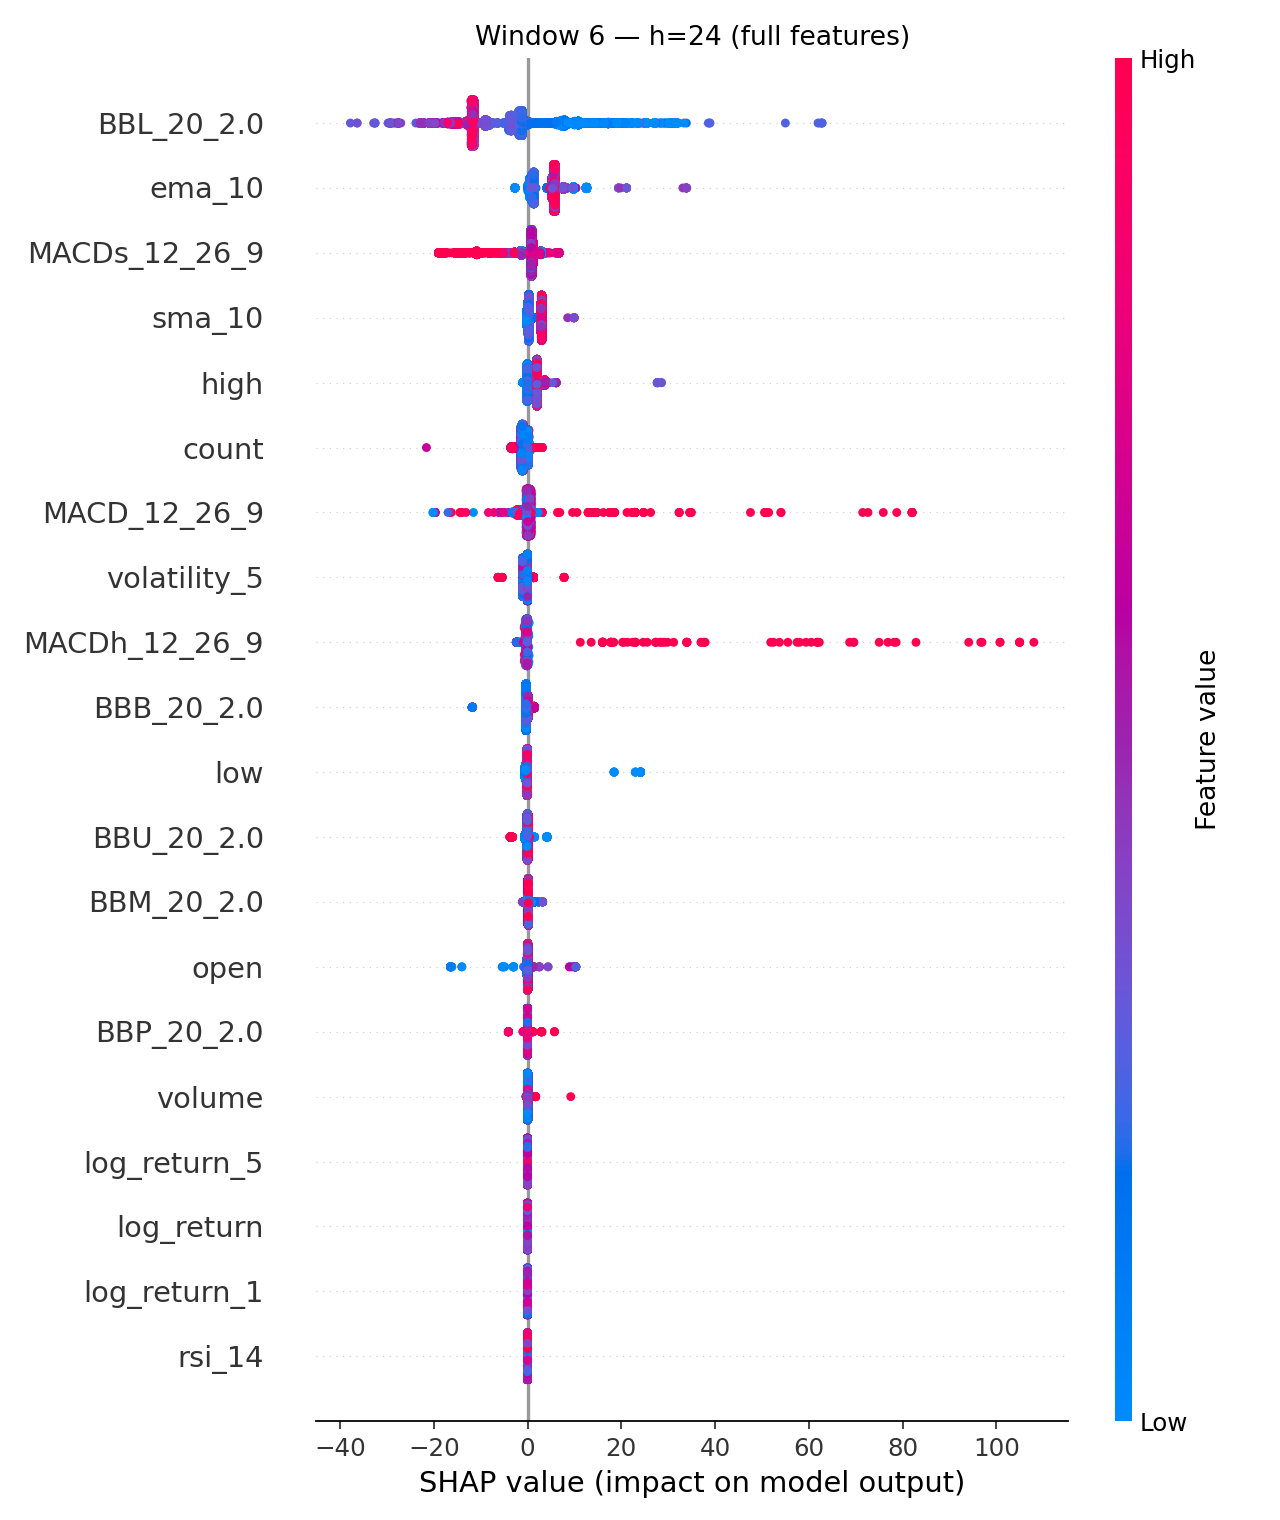 Window 6 — h=24 (full features)
High
BBL_20_2.0
ema_10
MACDs_12_26_9
sma_10
high
count
MACD_12_26_9
volatility_5
MACDh_12_26_9
BBB_20_2.0
low
BBU_20_2.0
BBM_20_2.0
open
BBP_20_2.0
volume
log_return_5
log_return
log_return_1
rsi_14
Feature value
Low
−40 −20 0 20 40 60 80 100
SHAP value (impact on model output)